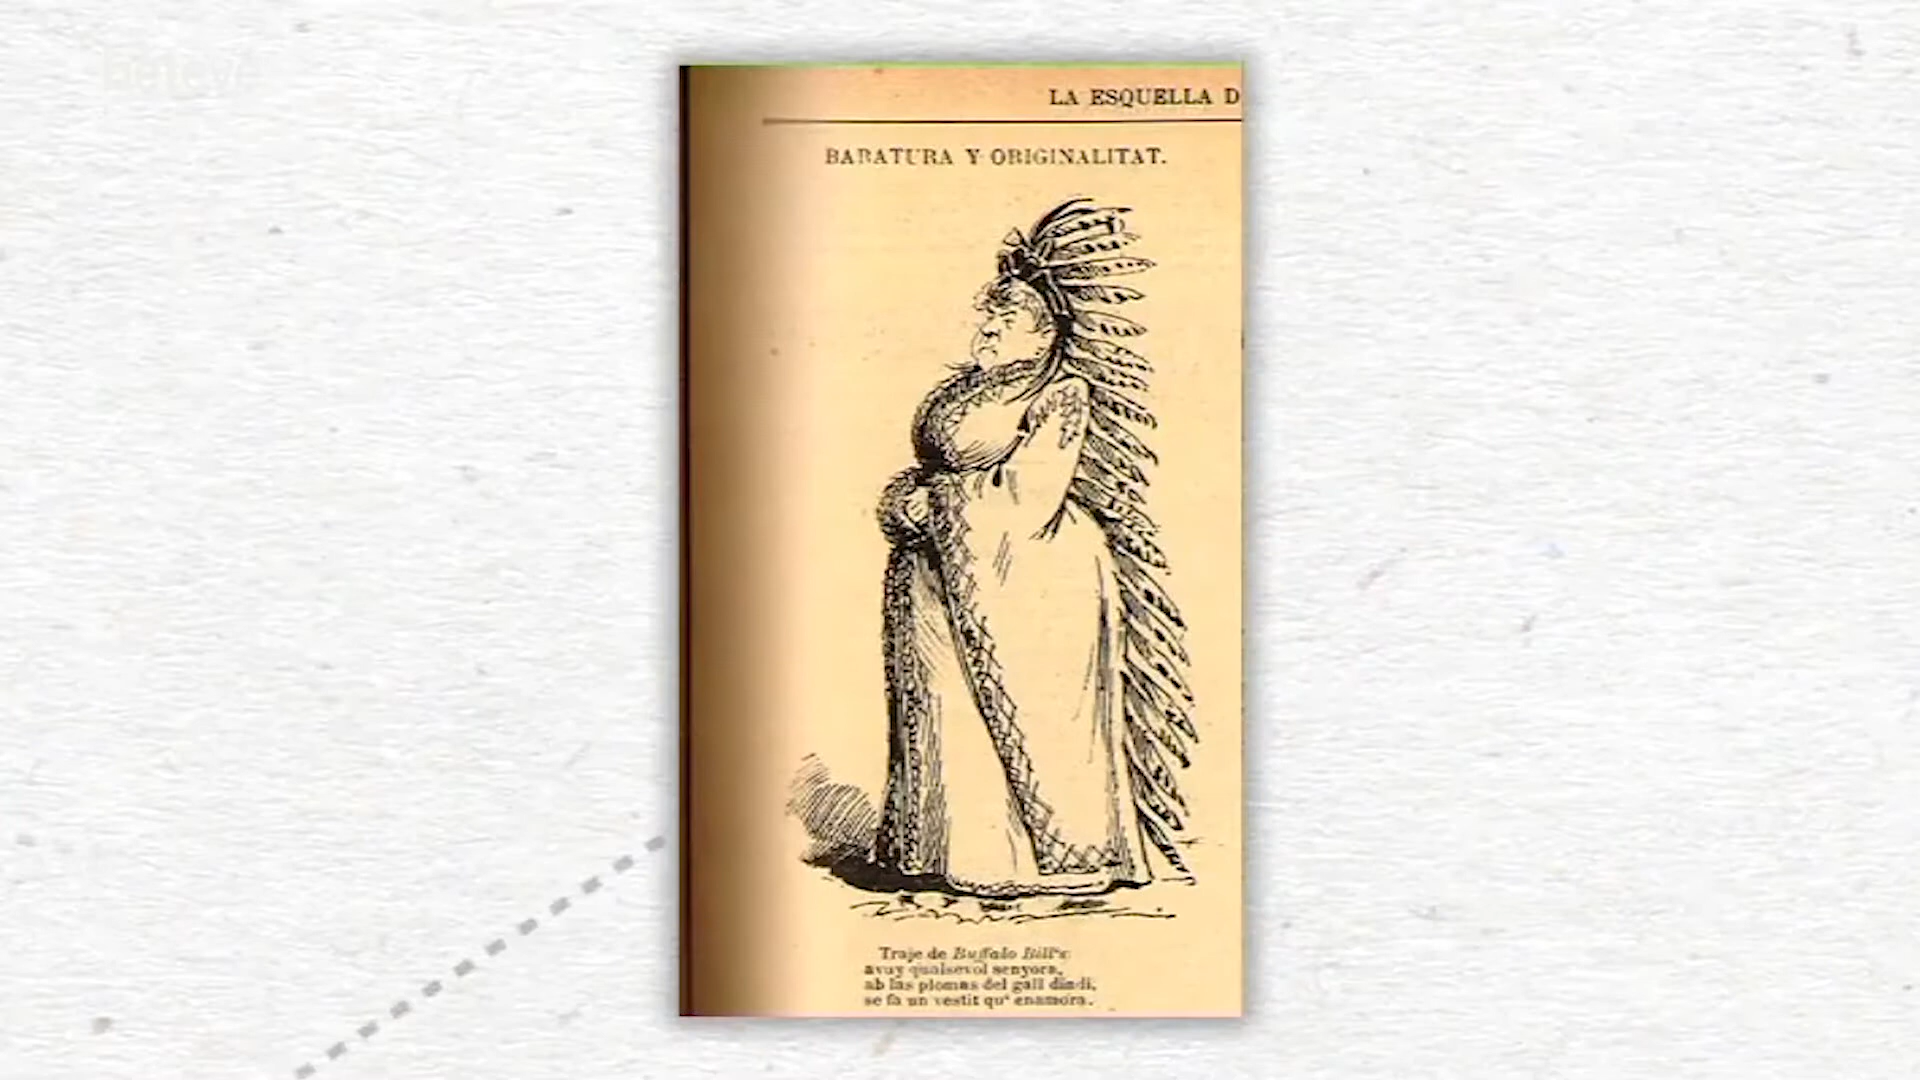 beteve
LA ESQUELLA D
BARATURA Y ORIGINALITAT.
Traje de Buffalo Bill's:
avuy qualsevol senyora,
ab las plomas del gall dindi,
se fa un vestit qu' enamora.